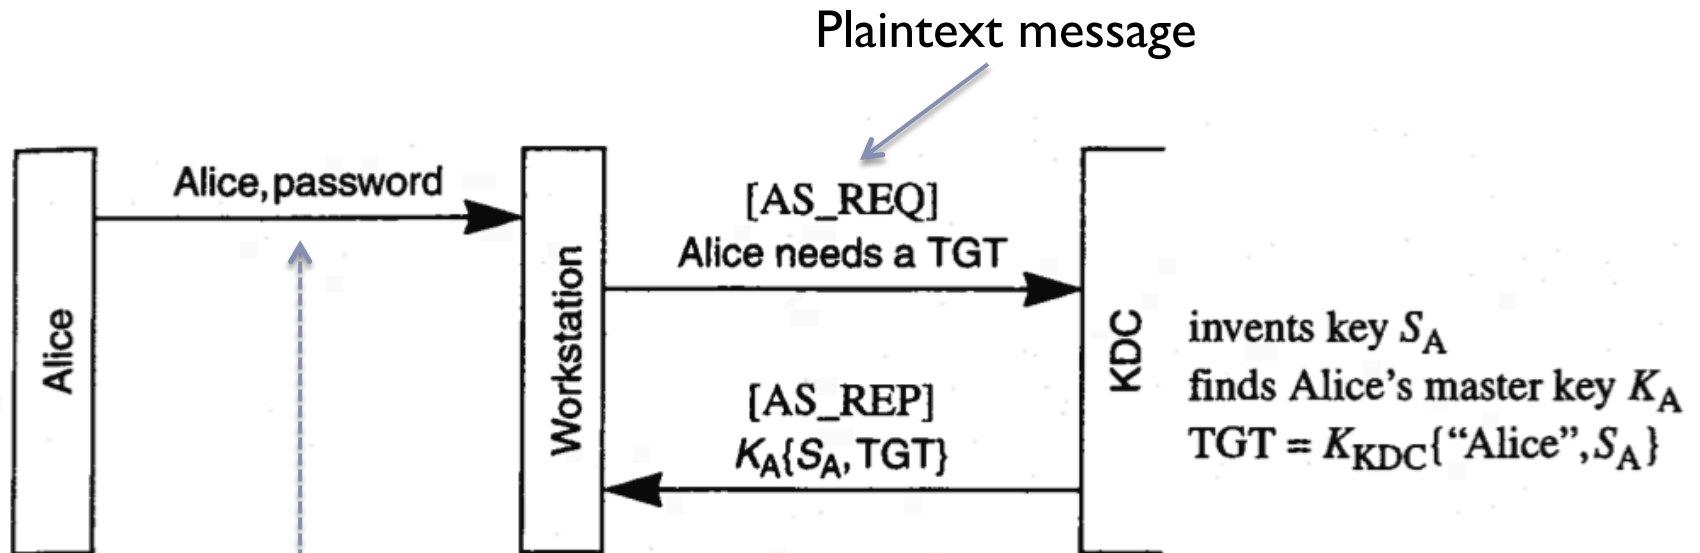 Plaintext message
Alice, password
[AS_REQ]
Alice needs a TGT
Alice
Workstation
KDC
invents key S_A
finds Alice's master key K_A
TGT = K_KDC{“Alice”, S_A}
[AS_REP]
K_A{S_A, TGT}